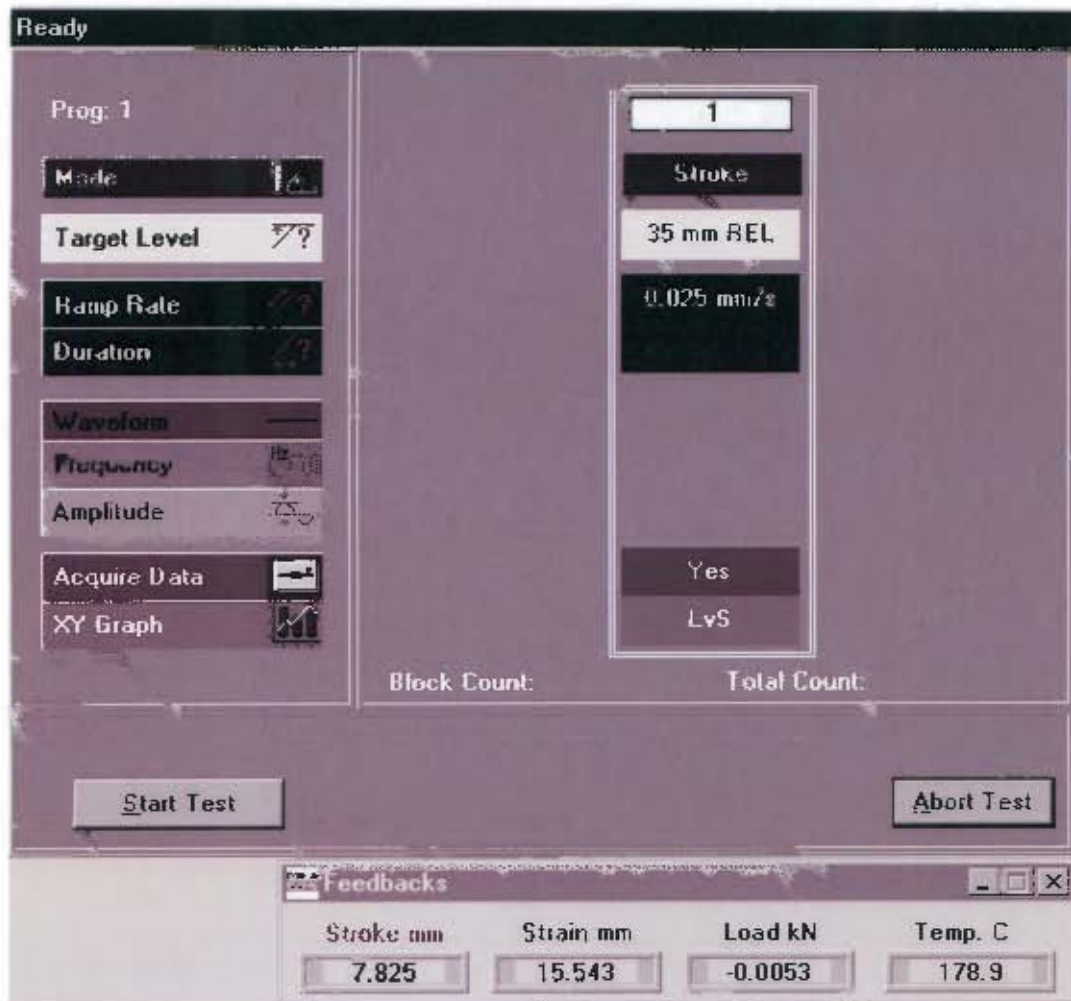 Ready
Prog: 1
1
Mode
Stroke
Target Level
35 mm REL
Ramp Rate
0.025 mm/s
Duration
Waveform
Frequency
Hz
Amplitude
Acquire Data
Yes
XY Graph
LvS
Block Count:
Total Count:
Start Test
Abort Test
Feedbacks
Stroke mm
Strain mm
Load kN
Temp. C
7.825
15.543
-0.0053
178.9